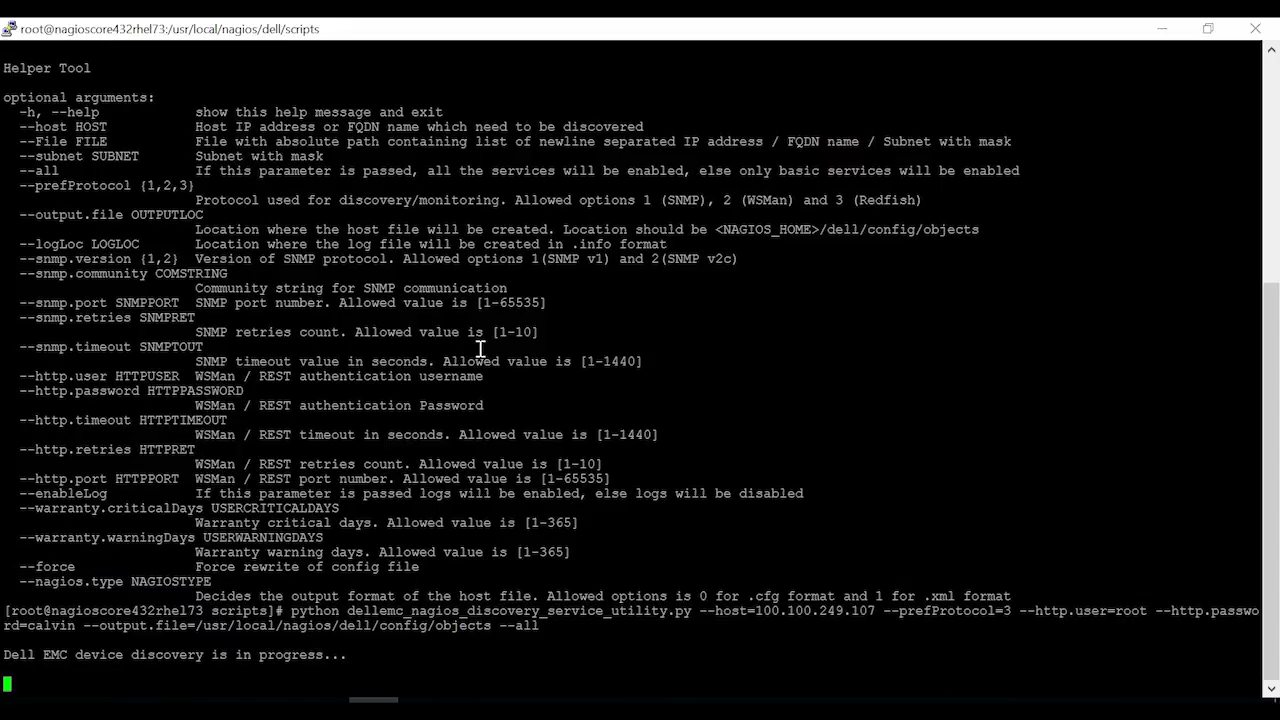 root@nagioscore432rhel73:/usr/local/nagios/dell/scripts
Helper Tool
optional arguments:
-h, --help show this help message and exit
--host HOST Host IP address or FQDN name which need to be discovered
--File FILE File with absolute path containing list of newline separated IP address / FQDN name / Subnet with mask
--subnet SUBNET Subnet with mask
--all If this parameter is passed, all the services will be enabled, else only basic services will be enabled
--prefProtocol {1,2,3}
Protocol used for discovery/monitoring. Allowed options 1 (SNMP), 2 (WSMan) and 3 (Redfish)
--output.file OUTPUTLOC
Location where the host file will be created. Location should be <NAGIOS_HOME>/dell/config/objects
--logLoc LOGLOC Location where the log file will be created in .info format
--snmp.version {1,2} Version of SNMP protocol. Allowed options 1(SNMP v1) and 2(SNMP v2c)
--snmp.community COMSTRING
Community string for SNMP communication
--snmp.port SNMPPORT SNMP port number. Allowed value is [1-65535]
--snmp.retries SNMPRET
SNMP retries count. Allowed value is [1-10]
--snmp.timeout SNMPTOUT
SNMP timeout value in seconds. Allowed value is [1-1440]
--http.user HTTPUSER WSMan / REST authentication username
--http.password HTTPPASSWORD
WSMan / REST authentication Password
--http.timeout HTTPTIMEOUT
WSMan / REST timeout in seconds. Allowed value is [1-1440]
--http.retries HTTPRET
WSMan / REST retries count. Allowed value is [1-10]
--http.port HTTPPORT WSMan / REST port number. Allowed value is [1-65535]
--enableLog If this parameter is passed logs will be enabled, else logs will be disabled
--warranty.criticalDays USERCRITICALDAYS
Warranty critical days. Allowed value is [1-365]
--warranty.warningDays USERWARNINGDAYS
Warranty warning days. Allowed value is [1-365]
--force Force rewrite of config file
--nagios.type NAGIOSTYPE
Decides the output format of the host file. Allowed options is 0 for .cfg format and 1 for .xml format
[root@nagioscore432rhel73 scripts]# python dellemc_nagios_discovery_service_utility.py --host=100.100.249.107 --prefProtocol=3 --http.user=root --http.passwo
rd=calvin --output.file=/usr/local/nagios/dell/config/objects --all
Dell EMC device discovery is in progress...